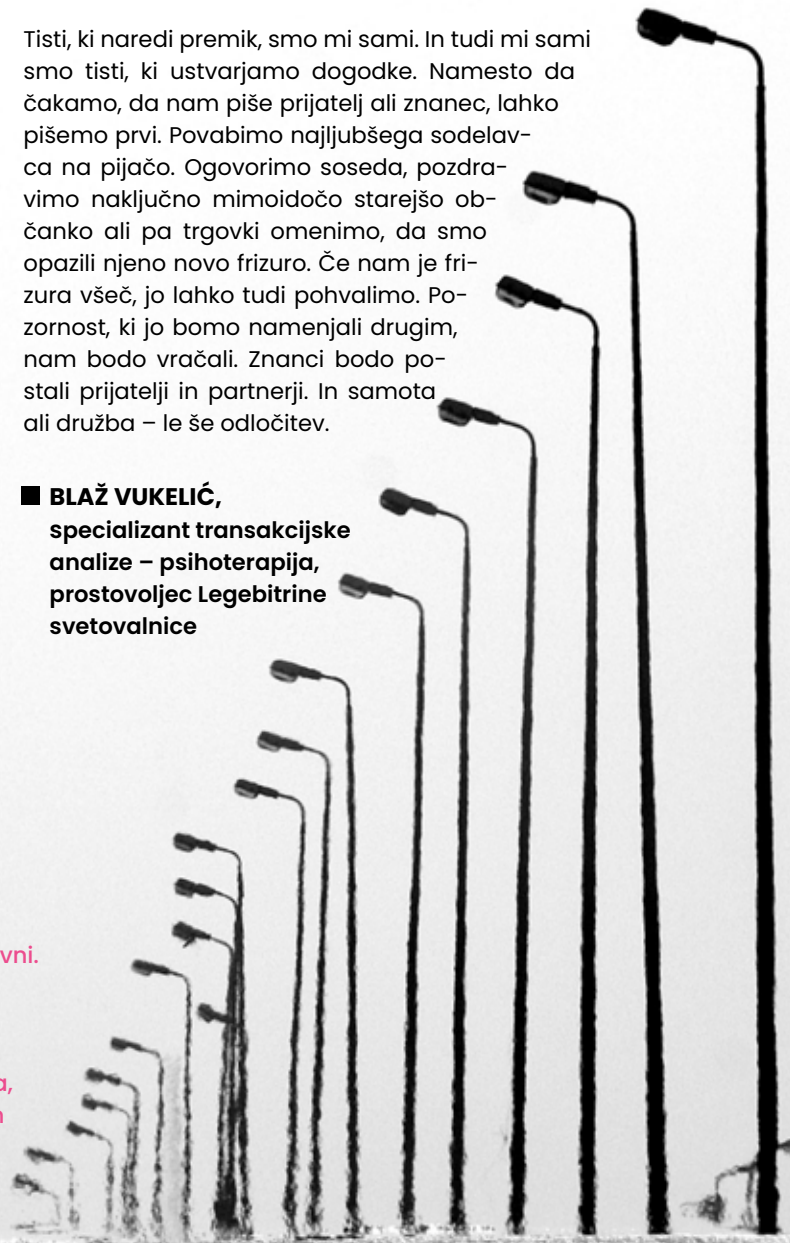 Tisti, ki naredi premik, smo mi sami. In tudi mi sami
smo tisti, ki ustvarjamo dogodke. Namesto da
čakamo, da nam piše prijatelj ali znanec, lahko
pišemo prvi. Povabimo najljubšega sodelav-
ca na pijačo. Ogovorimo soseda, pozdra-
vimo naključno mimoidočo starejšo ob-
čanko ali pa trgovki omenimo, da smo
opazili njeno novo frizuro. Če nam je fri-
zura všeč, jo lahko tudi pohvalimo. Po-
zornost, ki jo bomo namenjali drugim,
nam bodo vračali. Znanci bodo po-
stali prijatelji in partnerji. In samota
ali družba – le še odločitev.
BLAŽ VUKELIĆ,
specializant transakcijske
analize – psihoterapija,
prostovoljec Legebitrine
svetovalnice
vni.
a,